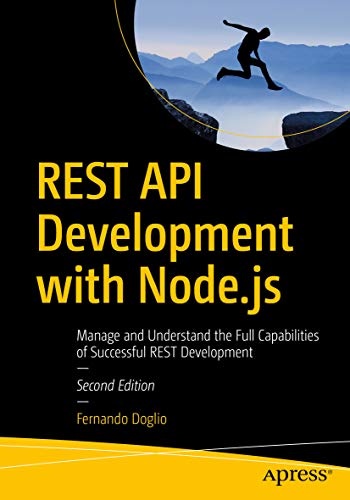 REST API
Development
with Node.js
Manage and Understand the Full Capabilities
of Successful REST Development
—
Second Edition
—
Fernando Doglio
Apress®